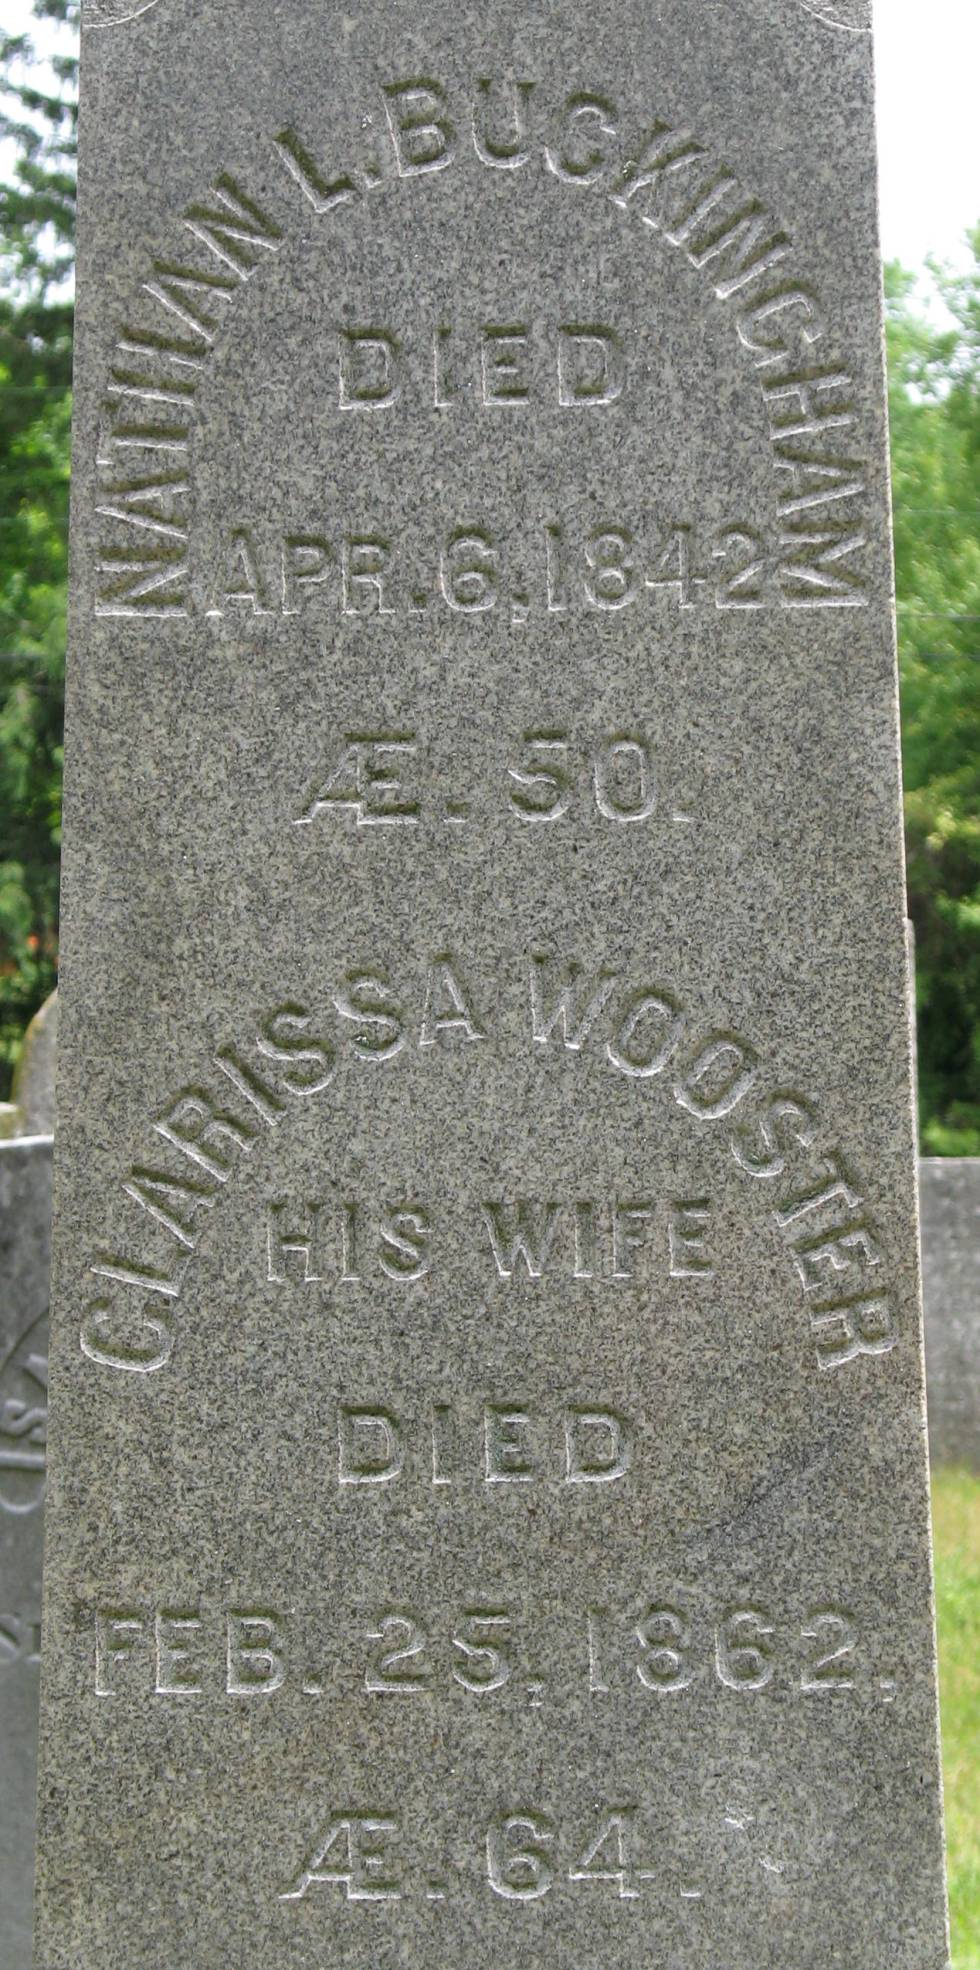 NATHAN L. BUCKINGHAM
DIED
APR. 6, 1842
Æ. 50.
CLARISSA WOOSTER
HIS WIFE
DIED
FEB. 25, 1862.
Æ. 64.